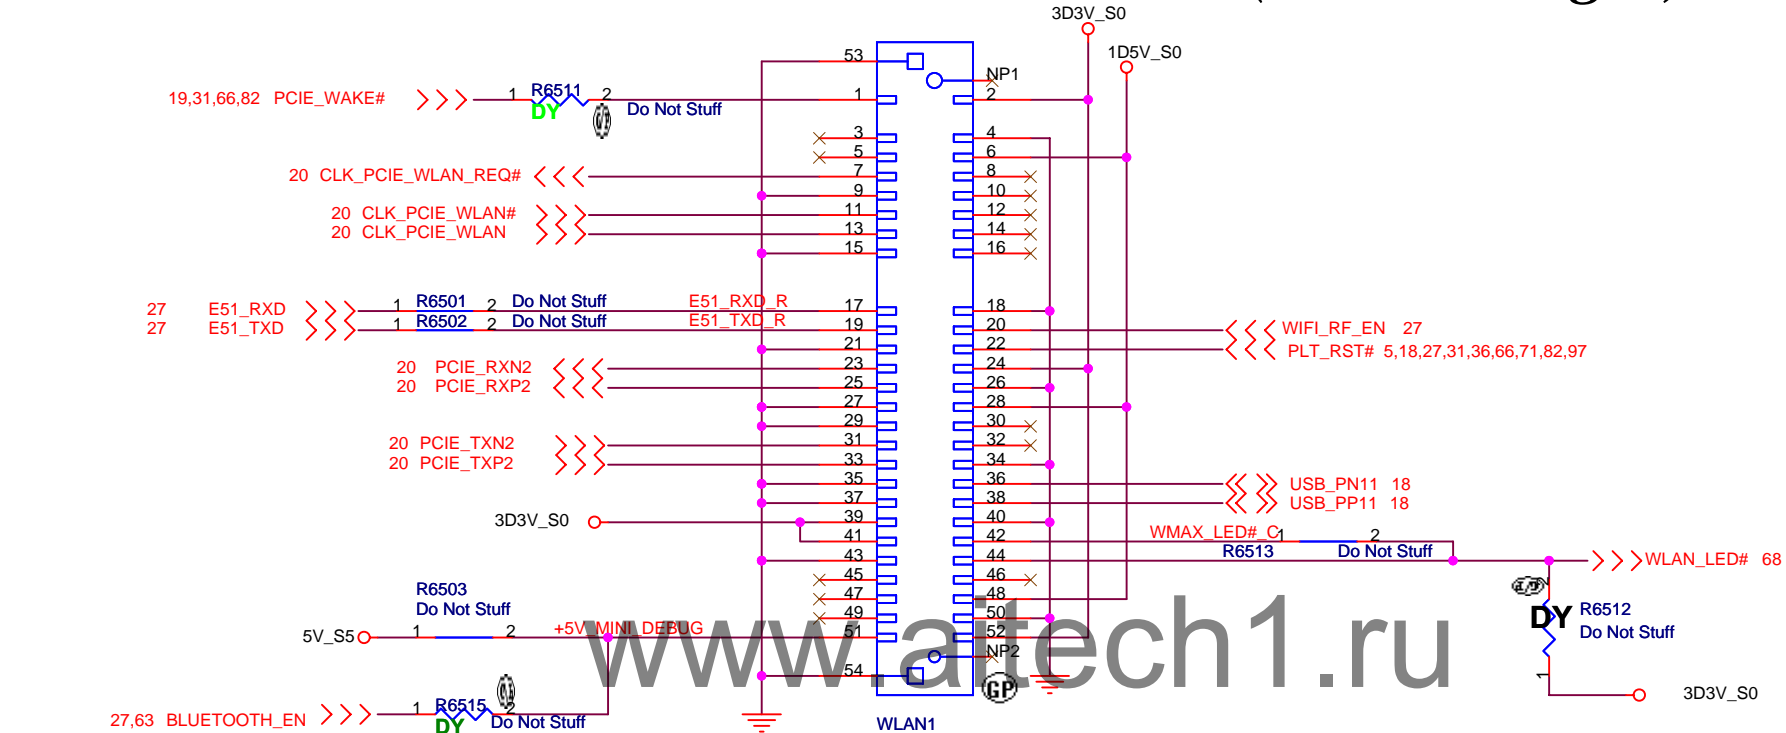 3D3V_S0
1D5V_S0
53
NP1
19,31,66,82 PCIE_WAKE# 1 R6511 2 1 2
DY Do Not Stuff
3 4
5 6
20 CLK_PCIE_WLAN_REQ# 7 8
9 10
20 CLK_PCIE_WLAN# 11 12
20 CLK_PCIE_WLAN 13 14
15 16
27 E51_RXD 1 R6501 2 Do Not Stuff E51_RXD_R 17 18
27 E51_TXD 1 R6502 2 Do Not Stuff E51_TXD_R 19 20 WIFI_RF_EN 27
21 22 PLT_RST# 5,18,27,31,36,66,71,82,97
20 PCIE_RXN2 23 24
20 PCIE_RXP2 25 26
27 28
29 30
20 PCIE_TXN2 31 32
20 PCIE_TXP2 33 34
35 36 USB_PN11 18
37 38 USB_PP11 18
3D3V_S0 39 40
41 42 WMAX_LED#_C 1 2
R6513 Do Not Stuff
43 44 WLAN_LED# 68
45 46
R6503 47 48 2
Do Not Stuff 49 50 DY R6512
5V_S5 1 2 +5V_MINI_DEBUG 51 52 Do Not Stuff
www.aitech1.ru
NP2
54 1
GP 3D3V_S0
27,63 BLUETOOTH_EN 1 R6515 2
DY Do Not Stuff
WLAN1